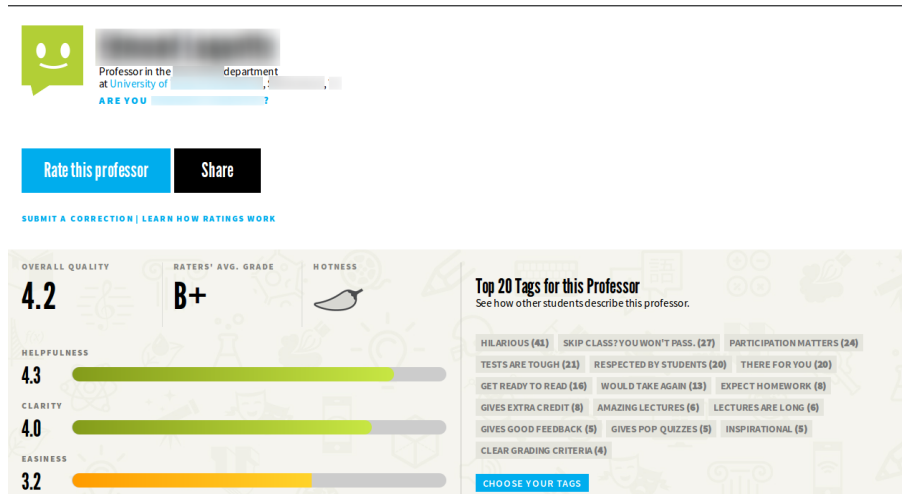 Professor in the department
at University of
ARE YOU ?
Rate this professor
Share
SUBMIT A CORRECTION | LEARN HOW RATINGS WORK
OVERALL QUALITY
4.2
RATERS' AVG. GRADE
B+
HOTNESS
HELPFULNESS
4.3
CLARITY
4.0
EASINESS
3.2
Top 20 Tags for this Professor
See how other students describe this professor.
HILARIOUS (41) SKIP CLASS? YOU WON'T PASS. (27) PARTICIPATION MATTERS (24)
TESTS ARE TOUGH (21) RESPECTED BY STUDENTS (20) THERE FOR YOU (20)
GET READY TO READ (16) WOULD TAKE AGAIN (13) EXPECT HOMEWORK (8)
GIVES EXTRA CREDIT (8) AMAZING LECTURES (6) LECTURES ARE LONG (6)
GIVES GOOD FEEDBACK (5) GIVES POP QUIZZES (5) INSPIRATIONAL (5)
CLEAR GRADING CRITERIA (4)
CHOOSE YOUR TAGS